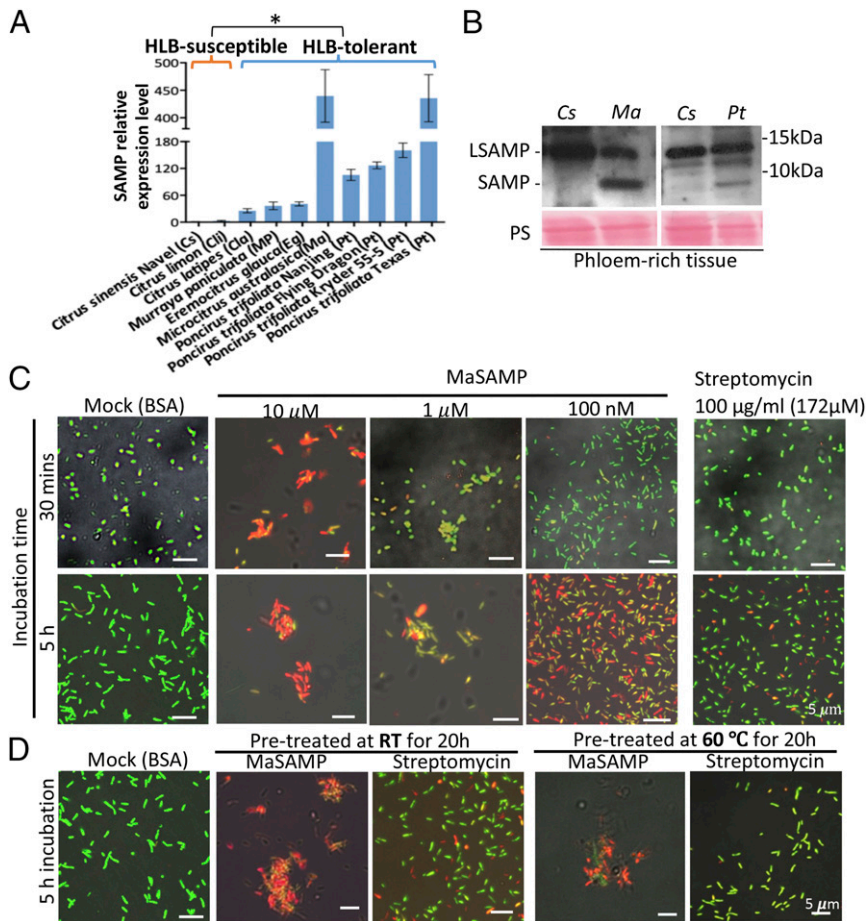 A
*
HLB-susceptible HLB-tolerant
SAMP relative
expression level
500
450
400
180
120
60
0
Citrus sinensis Navel (Cs)
Citrus limon (Cli)
Citrus latipes (Cla)
Murraya paniculata (MP)
Eremocitrus glauca(Eg)
Microcitrus australasica(Ma)
Poncirus trifoliata Nanjing (Pt)
Poncirus trifoliata Flying Dragon(Pt)
Poncirus trifoliata Kryder 55-5 (Pt)
Poncirus trifoliata Texas (Pt)
B
Cs Ma Cs Pt
LSAMP - -15kDa
-10kDa
SAMP -
PS
Phloem-rich tissue
C
MaSAMP Streptomycin
Mock (BSA) 10 μM 1 μM 100 nM 100 μg/ml (172μM)
Incubation time
30 mins
5 h
5 μm
D
Pre-treated at RT for 20h Pre-treated at 60 °C for 20h
Mock (BSA) MaSAMP Streptomycin MaSAMP Streptomycin
5 h incubation
5 μm